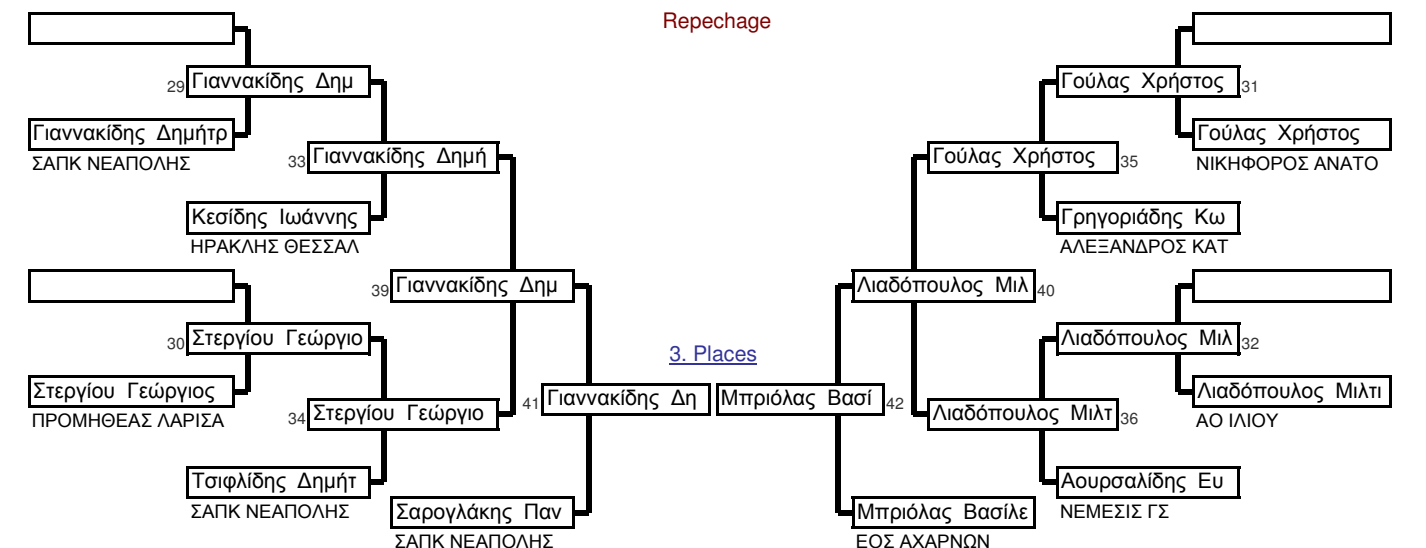 Repechage
29 Γιαννακίδης Δημ
Γούλας Χρήστος 31
Γιαννακίδης Δημήτρ
ΣΑΠΚ ΝΕΑΠΟΛΗΣ
Γούλας Χρήστος
ΝΙΚΗΦΟΡΟΣ ΑΝΑΤΟ
33 Γιαννακίδης Δημή
Γούλας Χρήστος 35
Κεσίδης Ιωάννης
ΗΡΑΚΛΗΣ ΘΕΣΣΑΛ
Γρηγοριάδης Κω
ΑΛΕΞΑΝΔΡΟΣ ΚΑΤ
39 Γιαννακίδης Δημ
Λιαδόπουλος Μιλ 40
30 Στεργίου Γεώργιο
Λιαδόπουλος Μιλ 32
3. Places
Στεργίου Γεώργιος
ΠΡΟΜΗΘΕΑΣ ΛΑΡΙΣΑ
Λιαδόπουλος Μιλτι
ΑΟ ΙΛΙΟΥ
41 Γιαννακίδης Δη
Μπριόλας Βασί 42
34 Στεργίου Γεώργιο
Λιαδόπουλος Μιλτ 36
Τσιφλίδης Δημήτ
ΣΑΠΚ ΝΕΑΠΟΛΗΣ
Αουρσαλίδης Ευ
ΝΕΜΕΣΙΣ ΓΣ
Σαρογλάκης Παν
ΣΑΠΚ ΝΕΑΠΟΛΗΣ
Μπριόλας Βασίλε
ΕΟΣ ΑΧΑΡΝΩΝ